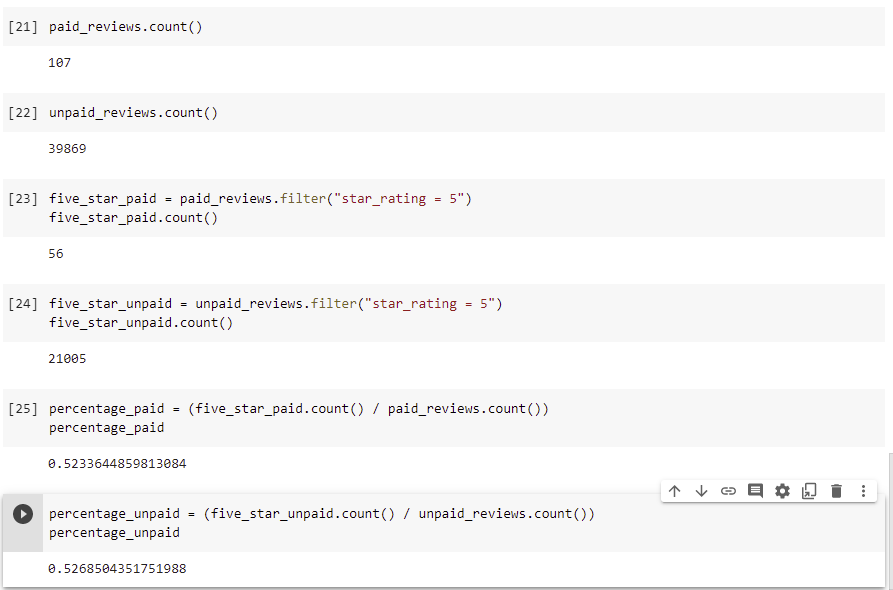 [21] paid_reviews.count()
107
[22] unpaid_reviews.count()
39869
[23] five_star_paid = paid_reviews.filter("star_rating = 5")
five_star_paid.count()
56
[24] five_star_unpaid = unpaid_reviews.filter("star_rating = 5")
five_star_unpaid.count()
21005
[25] percentage_paid = (five_star_paid.count() / paid_reviews.count())
percentage_paid
0.5233644859813084
percentage_unpaid = (five_star_unpaid.count() / unpaid_reviews.count())
percentage_unpaid
0.5268504351751988